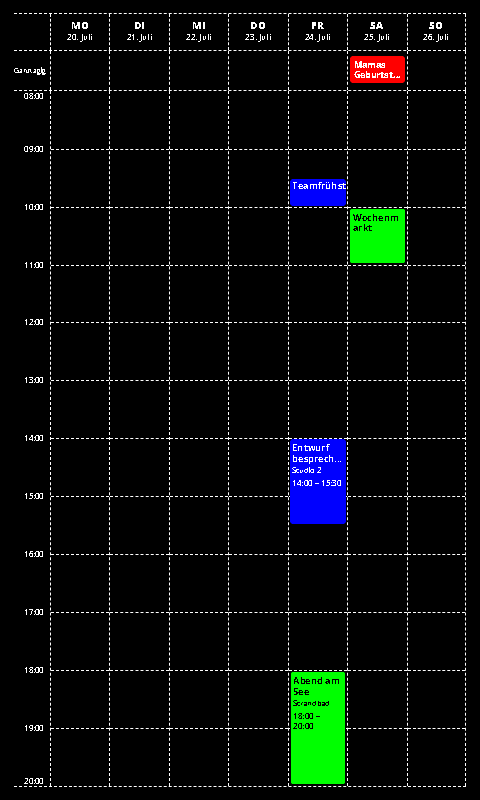 MO DI MI DO FR SA SO
20. Juli 21. Juli 22. Juli 23. Juli 24. Juli 25. Juli 26. Juli
Ganztägig
Mamas
Geburtst...
08:00
09:00
Teamfrühst
10:00
Wochenm
arkt
11:00
12:00
13:00
14:00
Entwurf
besprech...
Studio 2
14:00 – 15:30
15:00
16:00
17:00
18:00
Abend am
See
Strandbad
18:00 –
20:00
19:00
20:00